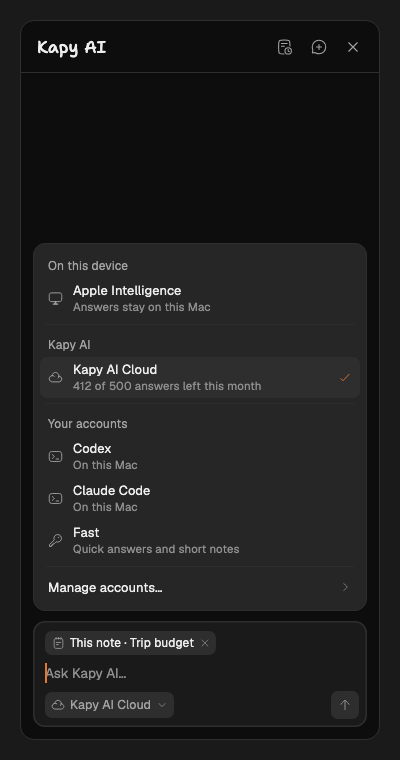 Kapy AI
On this device
Apple Intelligence
Answers stay on this Mac
Kapy AI
Kapy AI Cloud
412 of 500 answers left this month
Your accounts
Codex
On this Mac
Claude Code
On this Mac
Fast
Quick answers and short notes
Manage accounts...
This note · Trip budget
Ask Kapy AI...
Kapy AI Cloud